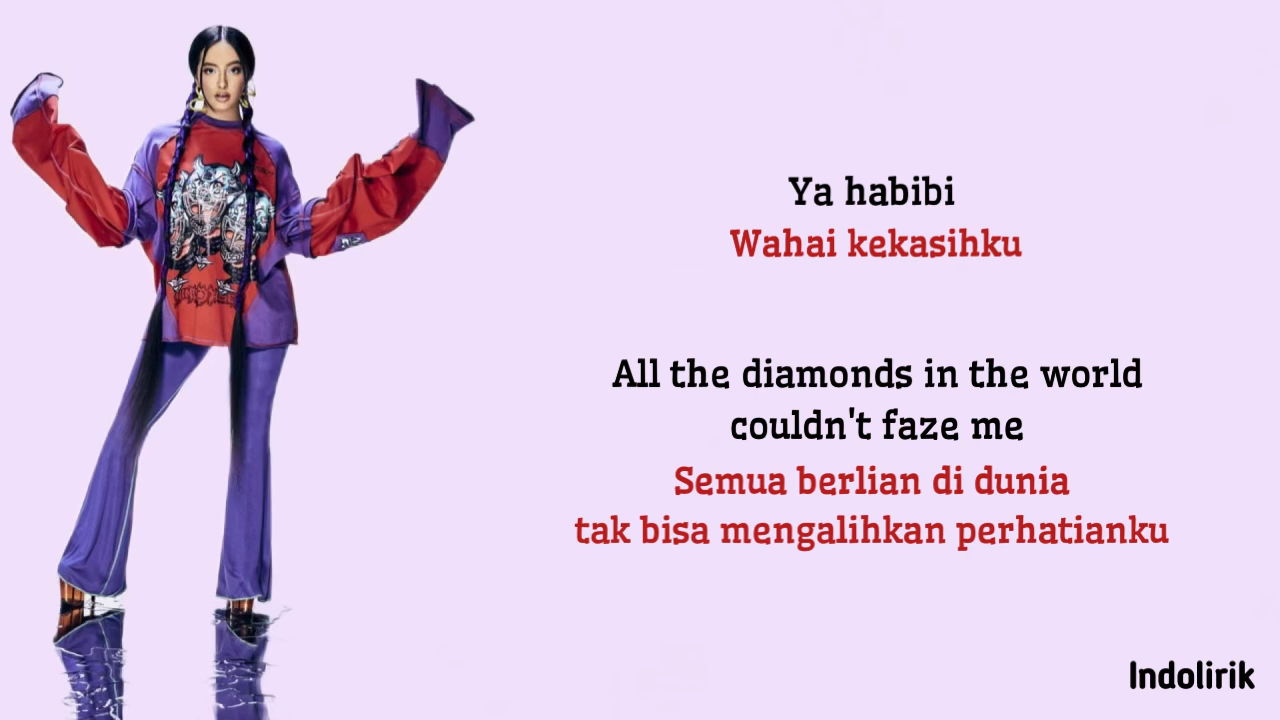 Ya habibi
Wahai kekasihku
All the diamonds in the world
couldn't faze me
Semua berlian di dunia
tak bisa mengalihkan perhatianku
Indolirik